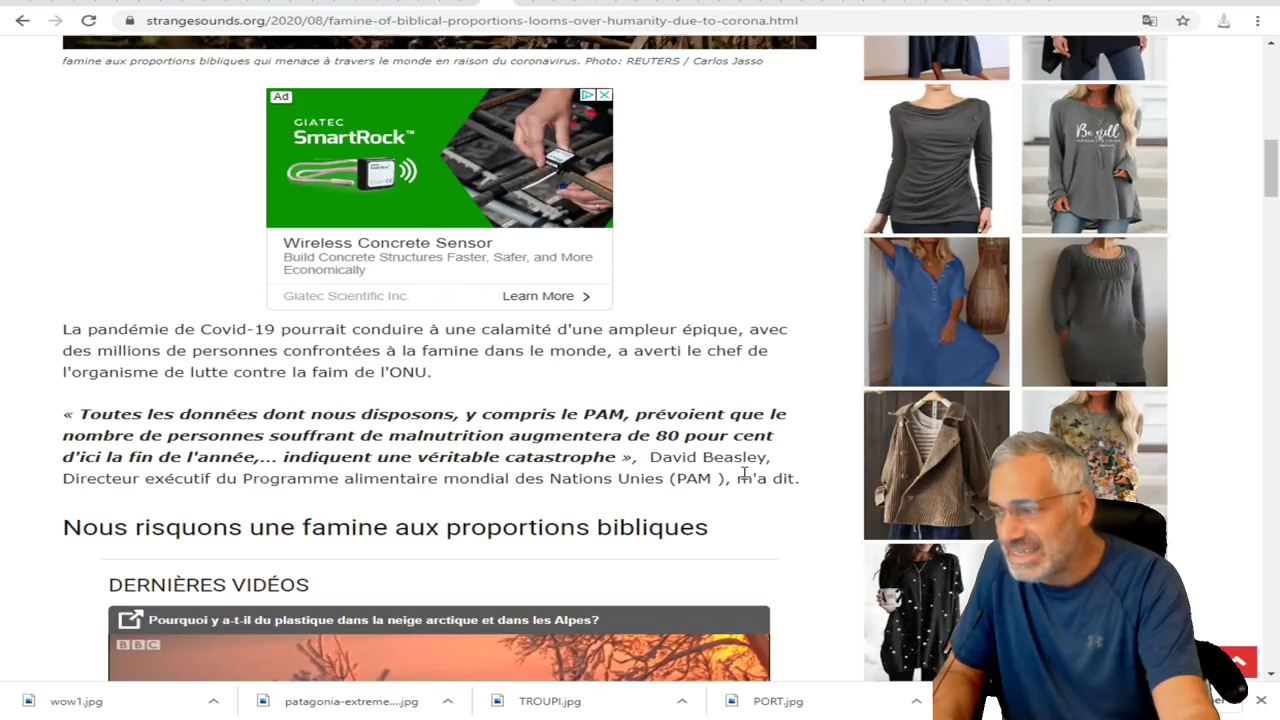 strangesounds.org/2020/08/famine-of-biblical-proportions-looms-over-humanity-due-to-corona.html
famine aux proportions bibliques qui menace à travers le monde en raison du coronavirus. Photo: REUTERS / Carlos Jasso
Ad
GIATEC
SmartRock™
Wireless Concrete Sensor
Build Concrete Structures Faster, Safer, and More
Economically
Giatec Scientific Inc.
Learn More
Be still
La pandémie de Covid-19 pourrait conduire à une calamité d'une ampleur épique, avec
des millions de personnes confrontées à la famine dans le monde, a averti le chef de
l'organisme de lutte contre la faim de l'ONU.
« Toutes les données dont nous disposons, y compris le PAM, prévoient que le
nombre de personnes souffrant de malnutrition augmentera de 80 pour cent
d'ici la fin de l'année,... indiquent une véritable catastrophe », David Beasley,
Directeur exécutif du Programme alimentaire mondial des Nations Unies (PAM ), m'a dit.
Nous risquons une famine aux proportions bibliques
DERNIÈRES VIDÉOS
Pourquoi y a-t-il du plastique dans la neige arctique et dans les Alpes?
BBC
wow1.jpg
patagonia-extreme....jpg
TROUPI.jpg
PORT.jpg